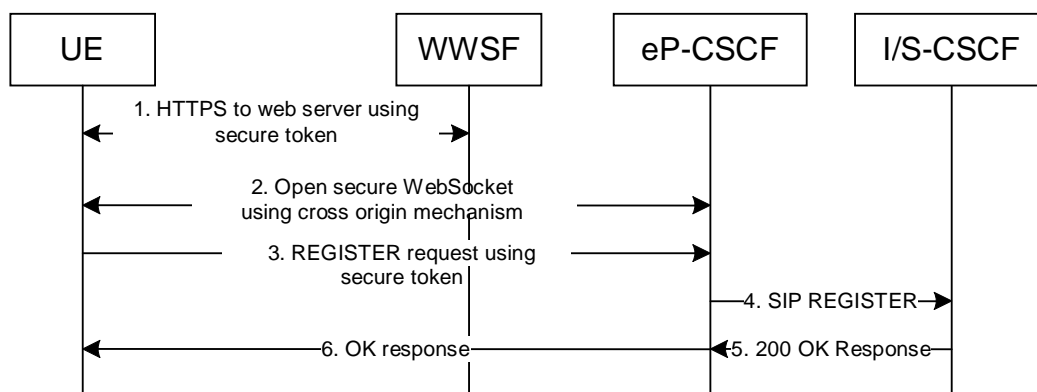 UE
WWSF
eP-CSCF
I/S-CSCF
1. HTTPS to web server using
secure token
2. Open secure WebSocket
using cross origin mechanism
3. REGISTER request using
secure token
4. SIP REGISTER
6. OK response
5. 200 OK Response